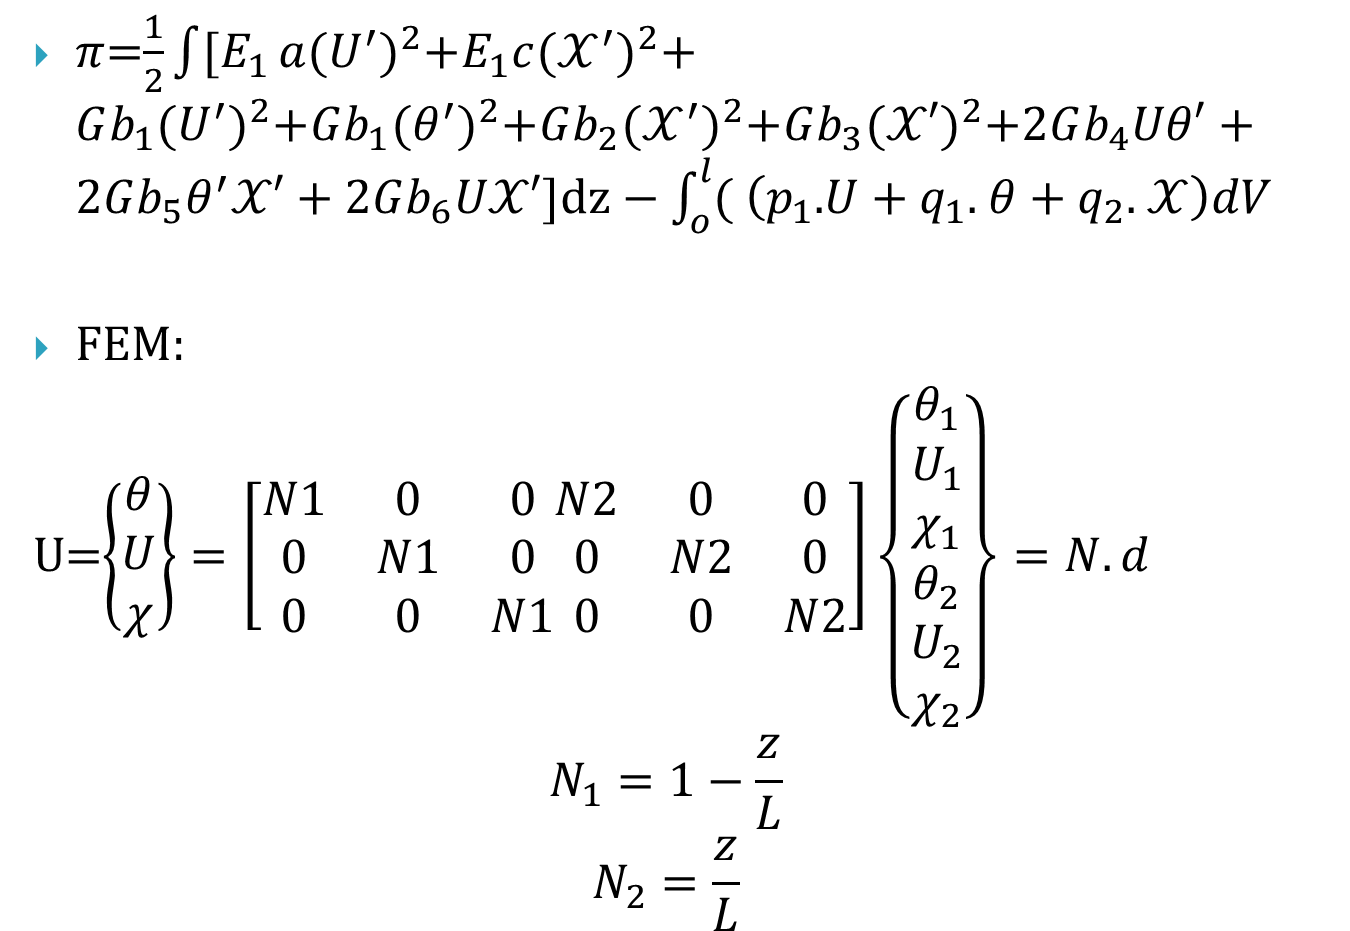 π=1/2 ∫[E₁ a(U′)²+E₁c(𝒳′)²+
Gb₁(U′)²+Gb₁(θ′)²+Gb₂(𝒳′)²+Gb₃(𝒳′)²+2Gb₄Uθ′ +
2Gb₅θ′𝒳′ + 2Gb₆U𝒳′]dz − ∫ₒˡ( (p₁.U + q₁. θ + q₂. 𝒳)dV
FEM:
U={θ U χ} = [N1 0 0 N2 0 0
0 N1 0 0 N2 0
0 0 N1 0 0 N2] {θ₁ U₁ χ₁ θ₂ U₂ χ₂} = N. d
N₁ = 1 − z/L
N₂ = z/L